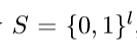 S = {0, 1}^l,